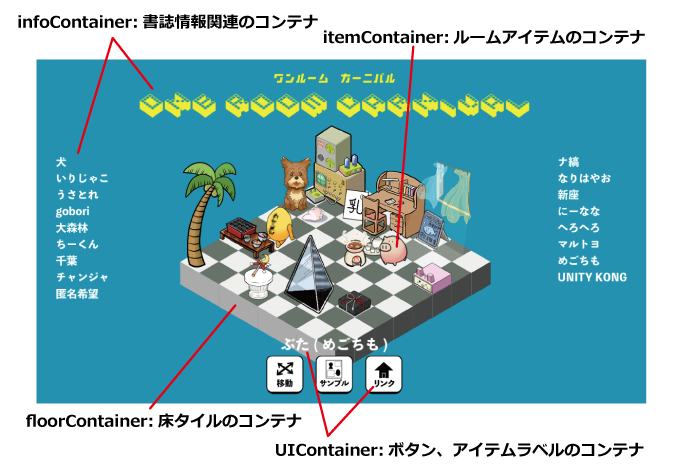 infoContainer: 書誌情報関連のコンテナ
itemContainer: ルームアイテムのコンテナ
ワンルーム カーニバル
ONE ROOM CARNIVAL
犬
いりじゃこ
うさとれ
gobori
大森林
ちーくん
千葉
チャンジャ
匿名希望
ナ縞
なりはやお
新座
にーなな
へろへろ
マルトヨ
めごちも
UNITY KONG
乳
ぶた ( めごちも )
移動
サンプル
リンク
floorContainer: 床タイルのコンテナ
UIContainer: ボタン、アイテムラベルのコンテナ